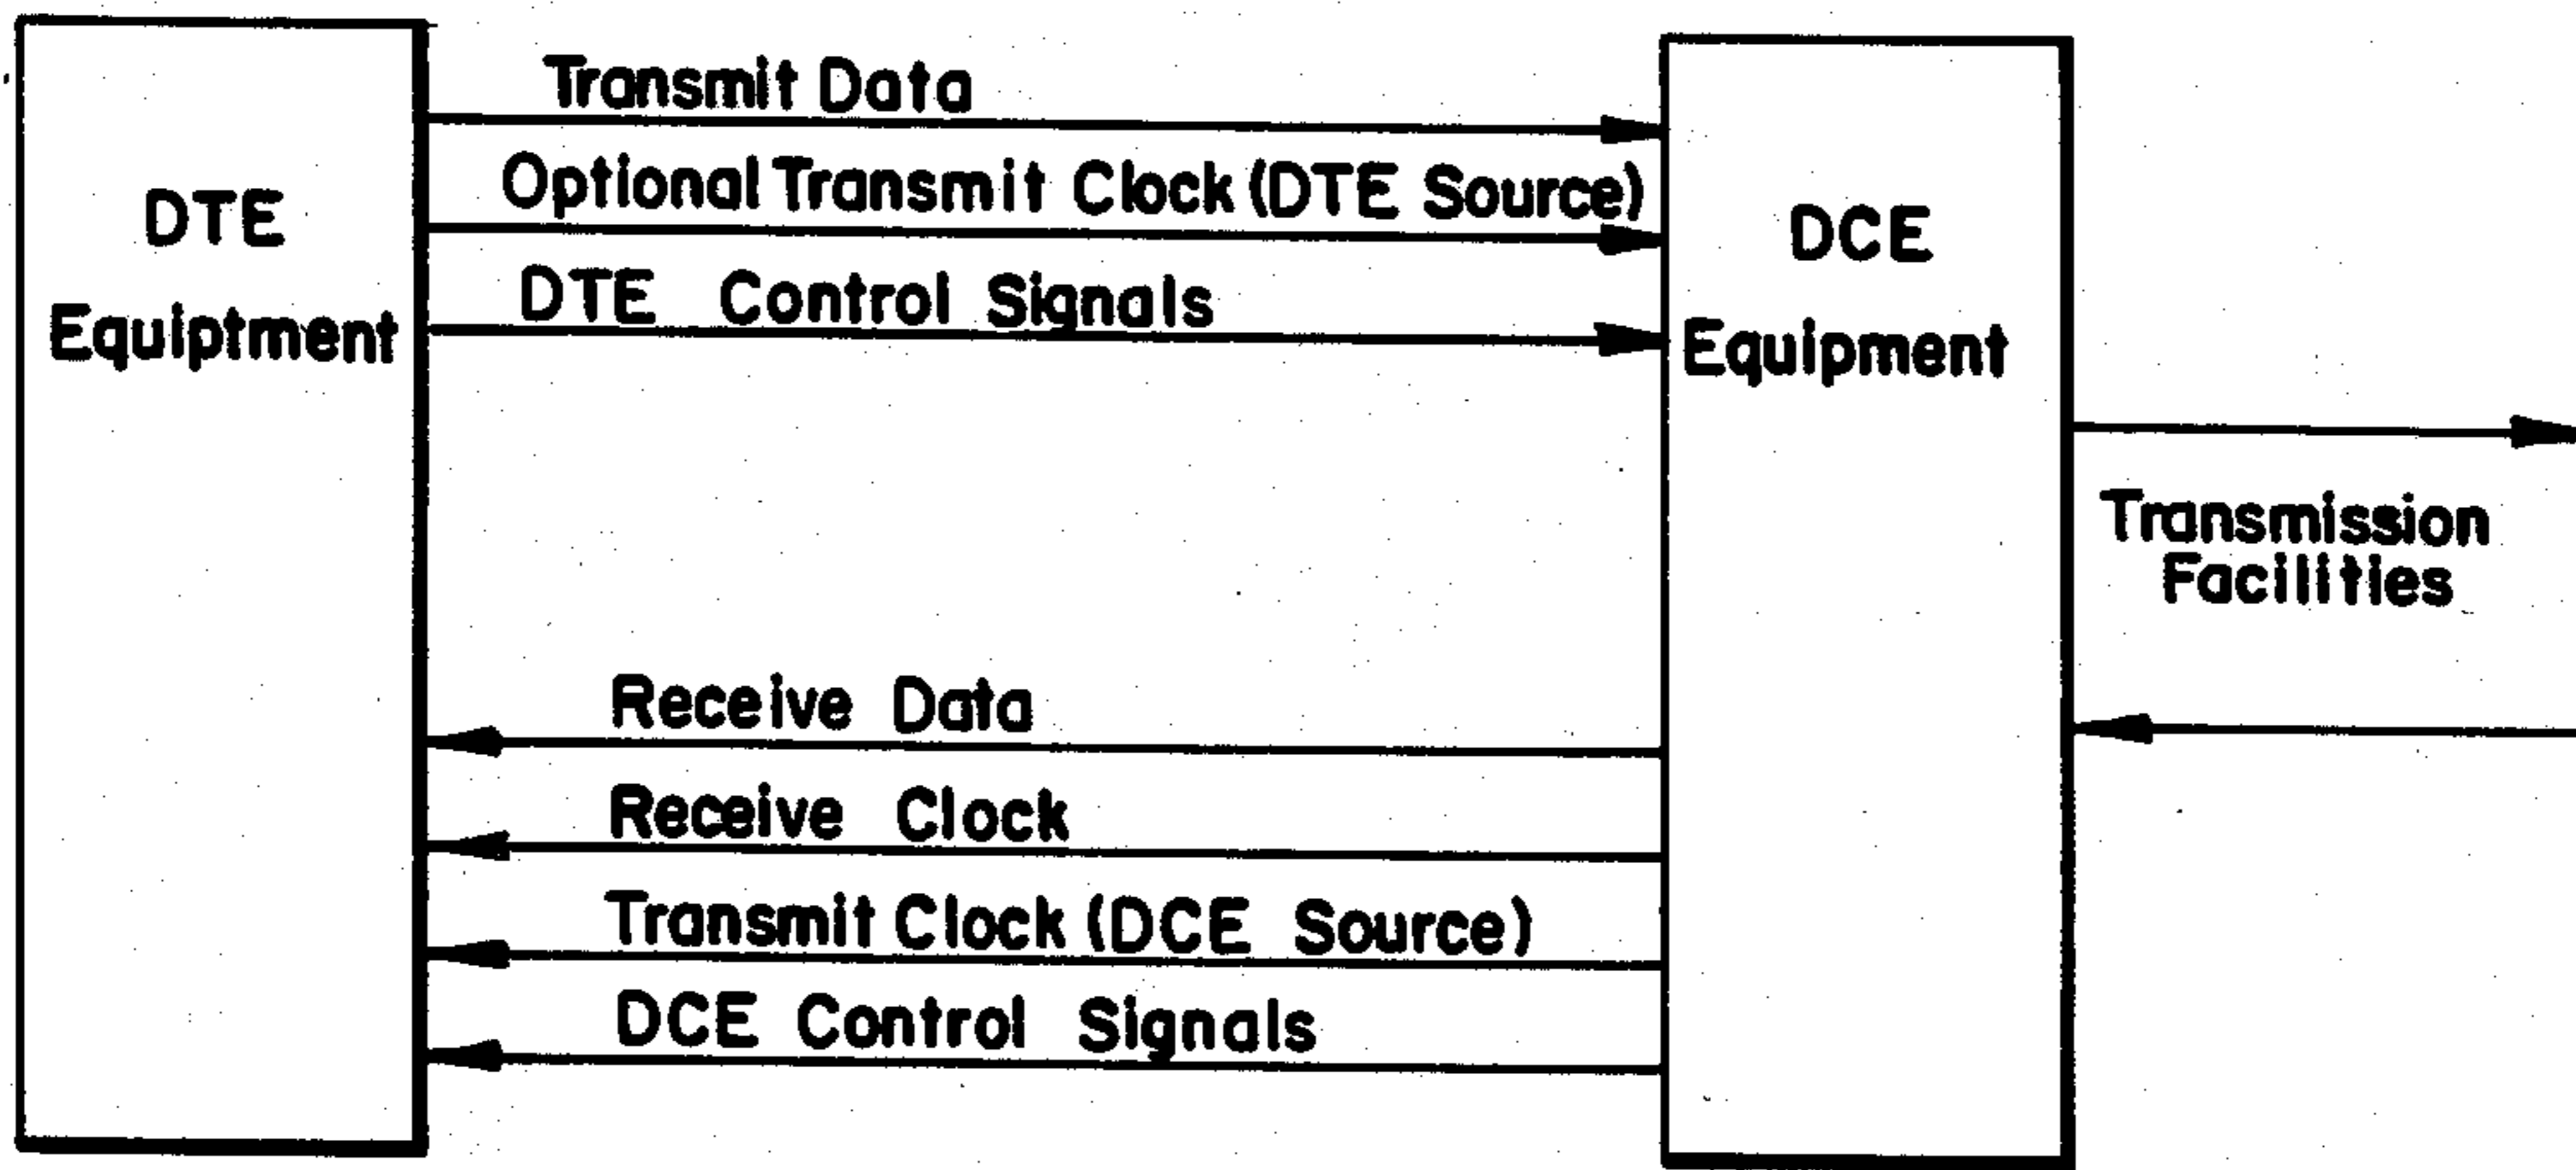 DTE
Equiptment
Transmit Data
Optional Transmit Clock (DTE Source)
DTE Control Signals
Receive Data
Receive Clock
Transmit Clock (DCE Source)
DCE Control Signals
DCE
Equipment
Transmission
Facilities